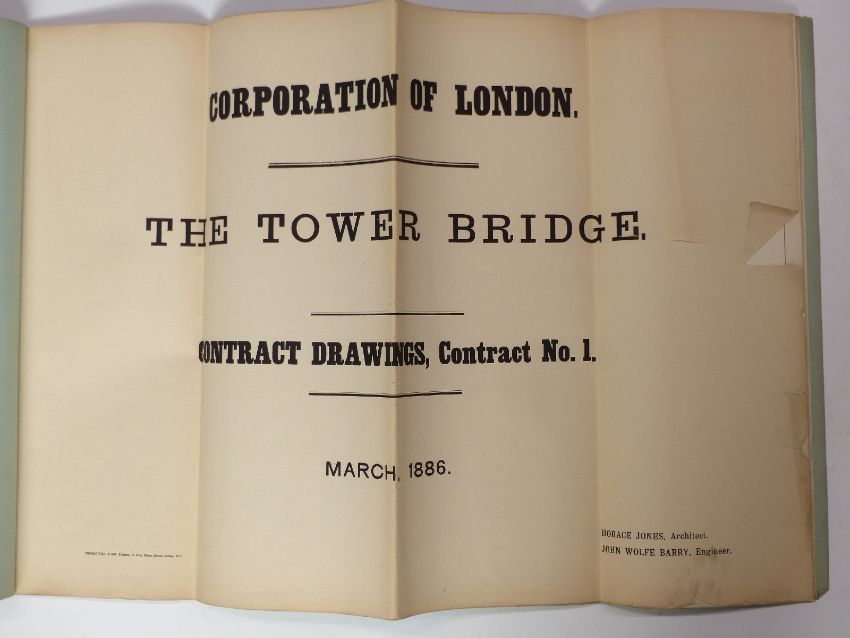 CORPORATION OF LONDON.
THE TOWER BRIDGE.
CONTRACT DRAWINGS, Contract No. 1.
MARCH, 1886.
HORACE JONES, Architect.
JOHN WOLFE BARRY, Engineer.